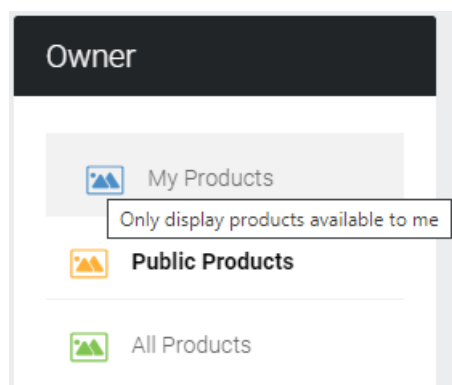 Owner
My Products
Only display products available to me
Public Products
All Products